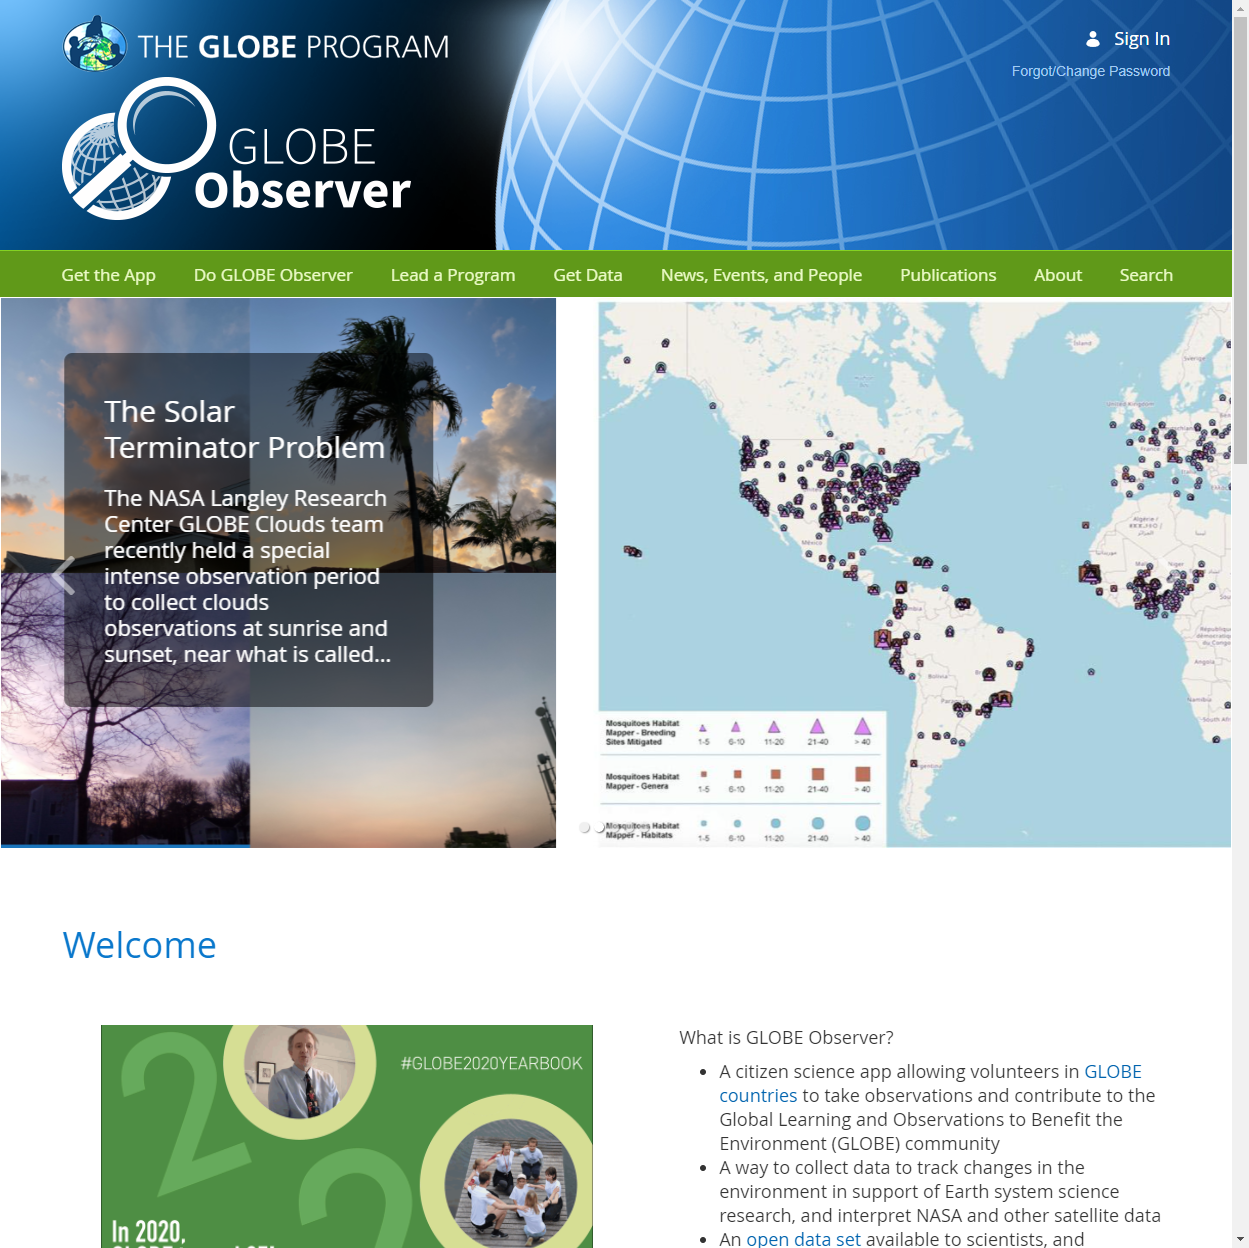 THE GLOBE PROGRAM
Sign In
Forgot/Change Password
GLOBE
Observer
Get the App
Do GLOBE Observer
Lead a Program
Get Data
News, Events, and People
Publications
About
Search
The Solar
Terminator Problem
The NASA Langley Research
Center GLOBE Clouds team
recently held a special
intense observation period
to collect clouds
observations at sunrise and
sunset, near what is called...
Mosquitoes Habitat
Mapper - Breeding
Sites Mitigated
1-5 6-10 11-20 21-40 > 40
Mosquitoes Habitat
Mapper - Genera
1-5 6-10 11-20 21-40 > 40
Mosquitoes Habitat
Mapper - Habitats
1-5 6-10 11-20 21-40 > 40
Welcome
2
#GLOBE2020YEARBOOK
2
In 2020,
What is GLOBE Observer?
A citizen science app allowing volunteers in GLOBE
countries to take observations and contribute to the
Global Learning and Observations to Benefit the
Environment (GLOBE) community
A way to collect data to track changes in the
environment in support of Earth system science
research, and interpret NASA and other satellite data
An open data set available to scientists, and